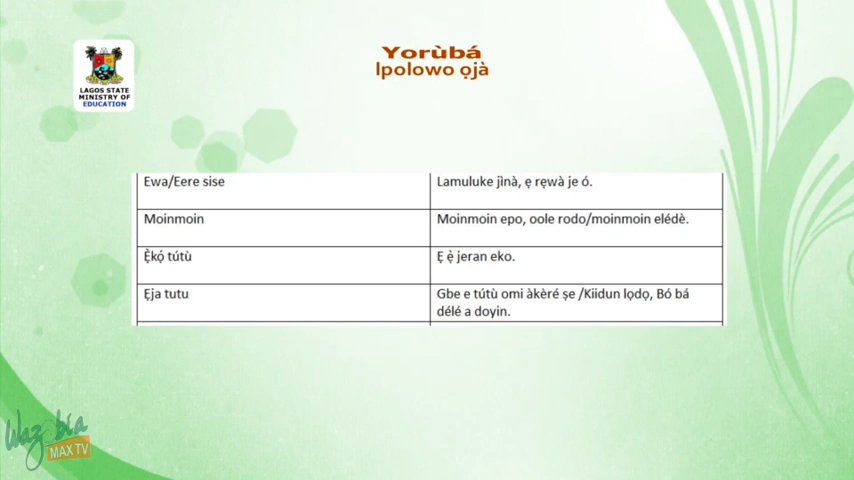 Yorùbá
Ipolowo ọjà
LAGOS STATE
MINISTRY OF
EDUCATION
Ewa/Eere sise
Lamuluke jìnà, ẹ rẹwà je ó.
Moinmoin
Moinmoin epo, oole rodo/moinmoin elédè.
Ẹ̀kọ́ tútù
Ẹ ẹ̀ jeran eko.
Ẹja tutu
Gbe e tútù omi àkèré ṣe /Kiidun lọdọ, Bó bá
délé a doyin.
Wazobia
MAX TV